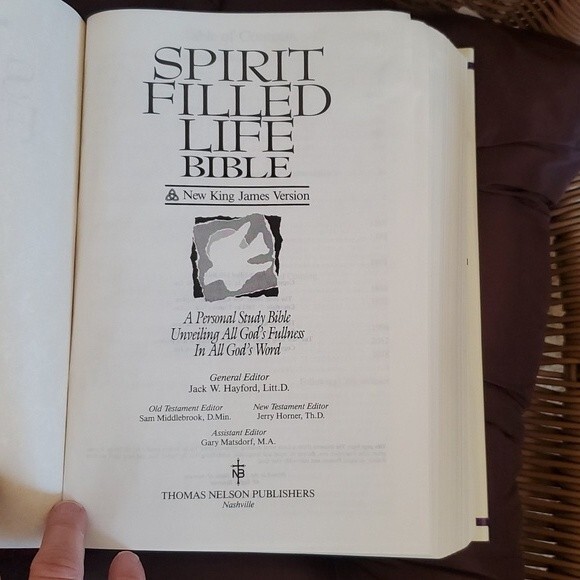 SPIRIT
FILLED
LIFE
BIBLE
New King James Version
A Personal Study Bible
Unveiling All God's Fullness
In All God's Word
General Editor
Jack W. Hayford, Litt.D.
Old Testament Editor
Sam Middlebrook, D.Min.
New Testament Editor
Jerry Horner, Th.D.
Assistant Editor
Gary Matsdorf, M.A.
NB
THOMAS NELSON PUBLISHERS
Nashville